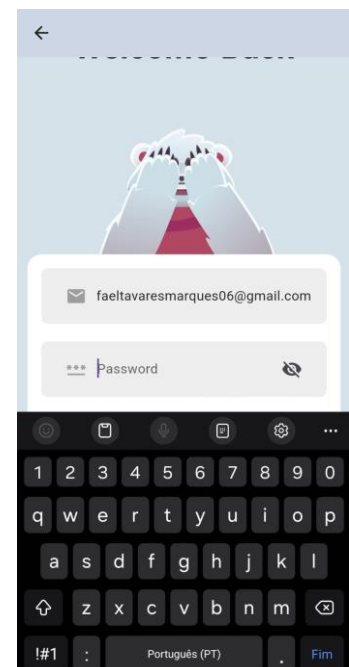 faeltavaresmarques06@gmail.com
Password
1 2 3 4 5 6 7 8 9 0
q w e r t y u i o p
a s d f g h j k l
z x c v b n m
!#1 : Português (PT) . Fim